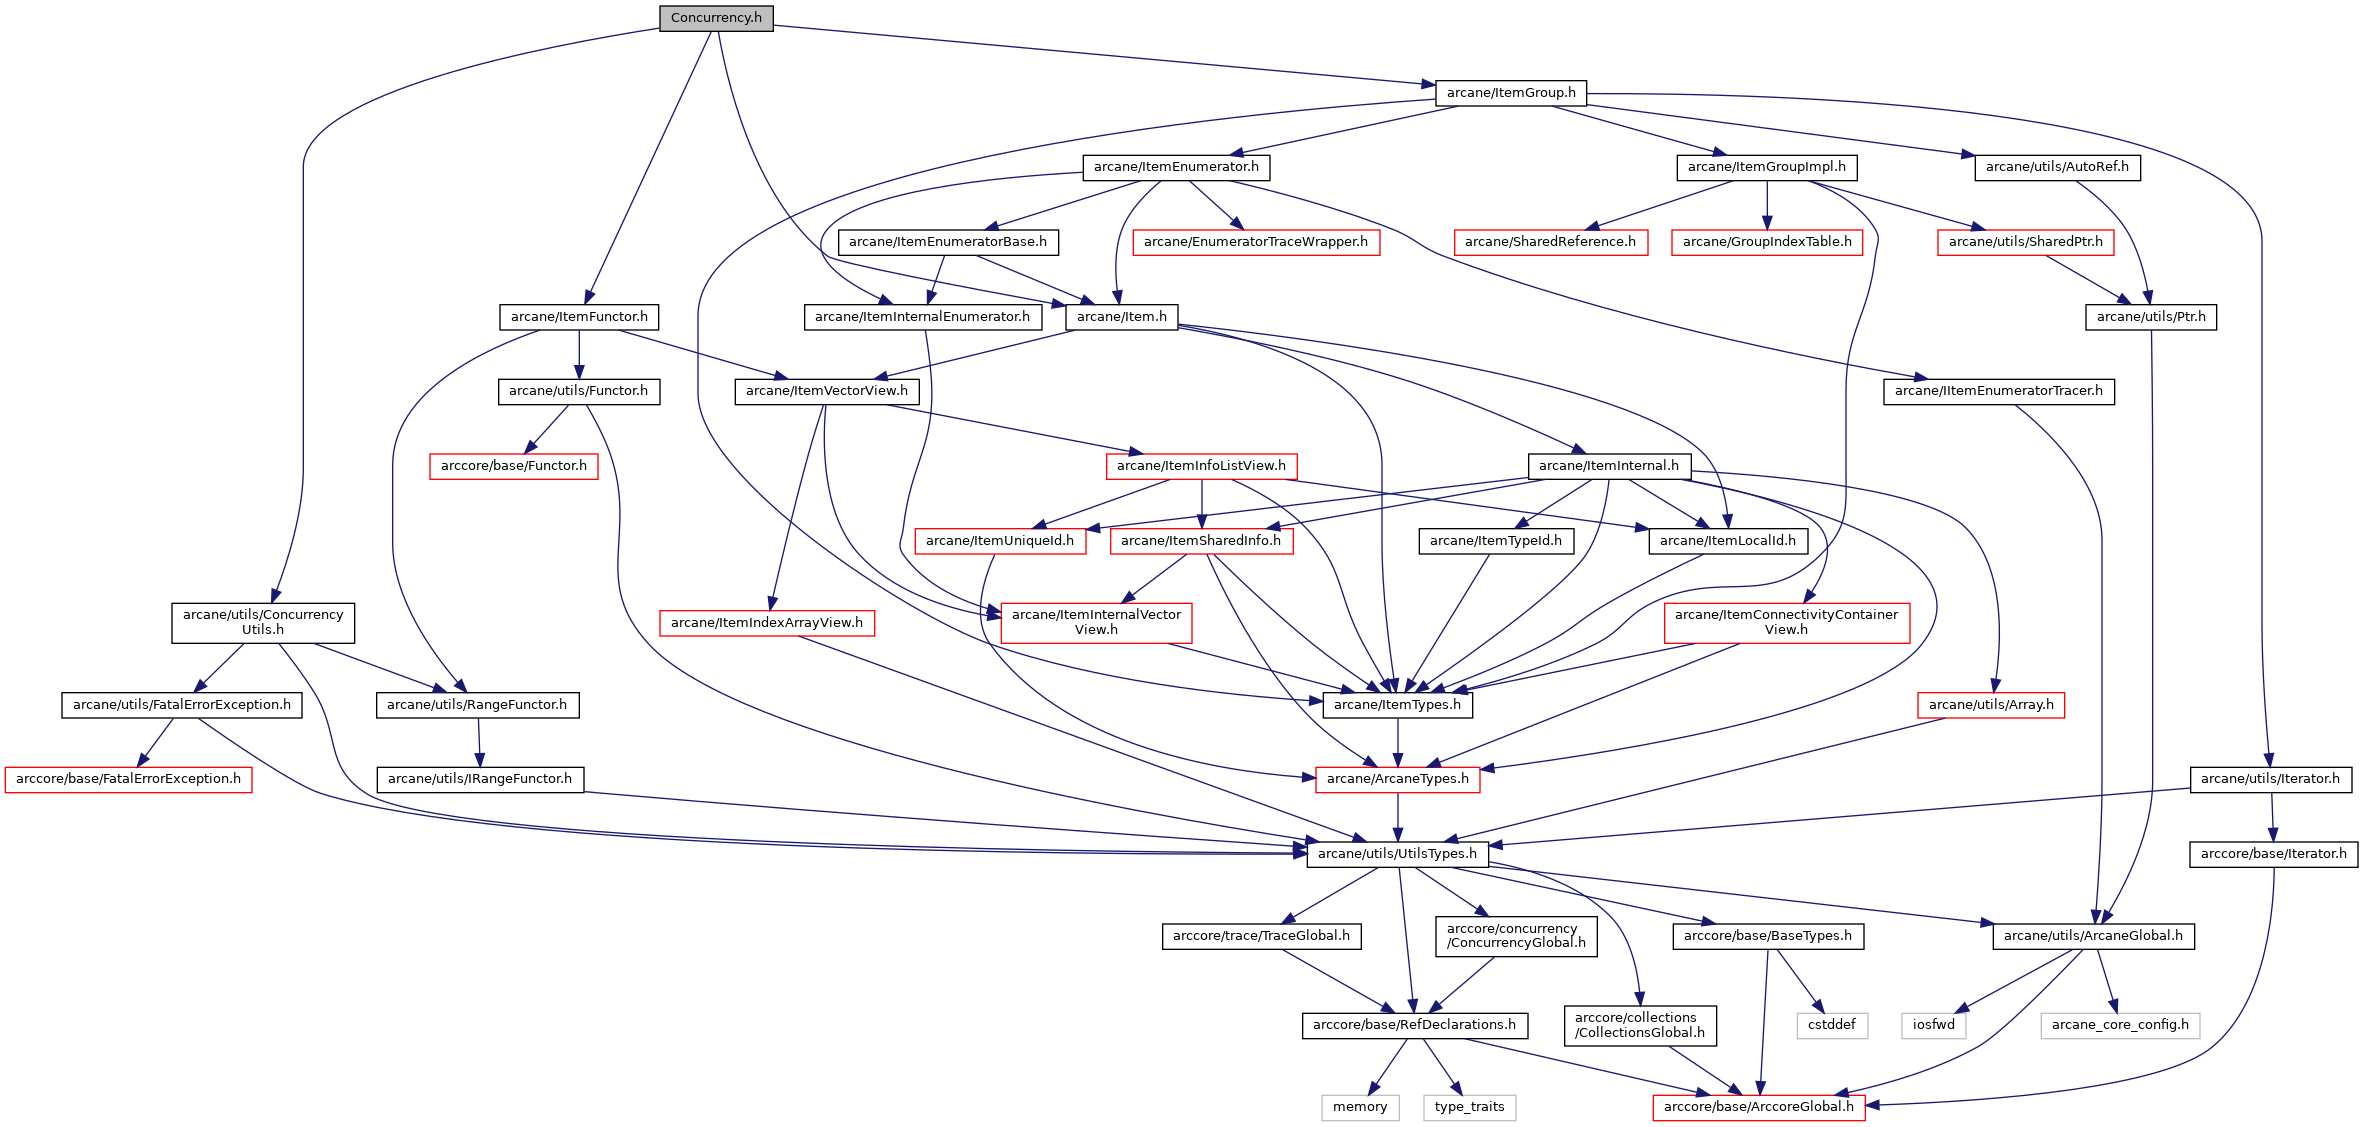 Concurrency.h
arcane/ItemGroup.h
arcane/ItemEnumerator.h
arcane/ItemGroupImpl.h
arcane/utils/AutoRef.h
arcane/ItemEnumeratorBase.h
arcane/EnumeratorTraceWrapper.h
arcane/SharedReference.h
arcane/GroupIndexTable.h
arcane/utils/SharedPtr.h
arcane/ItemFunctor.h
arcane/ItemInternalEnumerator.h
arcane/Item.h
arcane/utils/Ptr.h
arcane/utils/Functor.h
arcane/ItemVectorView.h
arcane/IItemEnumeratorTracer.h
arccore/base/Functor.h
arcane/ItemInfoListView.h
arcane/ItemInternal.h
arcane/ItemUniqueId.h
arcane/ItemSharedInfo.h
arcane/ItemTypeId.h
arcane/ItemLocalId.h
arcane/utils/Concurrency
Utils.h
arcane/ItemIndexArrayView.h
arcane/ItemInternalVector
View.h
arcane/ItemConnectivityContainer
View.h
arcane/utils/FatalErrorException.h
arcane/utils/RangeFunctor.h
arcane/ItemTypes.h
arcane/utils/Array.h
arccore/base/FatalErrorException.h
arcane/utils/IRangeFunctor.h
arcane/ArcaneTypes.h
arcane/utils/Iterator.h
arcane/utils/UtilsTypes.h
arccore/base/Iterator.h
arccore/trace/TraceGlobal.h
arccore/concurrency
/ConcurrencyGlobal.h
arccore/base/BaseTypes.h
arcane/utils/ArcaneGlobal.h
arccore/base/RefDeclarations.h
arccore/collections
/CollectionsGlobal.h
cstddef
iosfwd
arcane_core_config.h
memory
type_traits
arccore/base/ArccoreGlobal.h